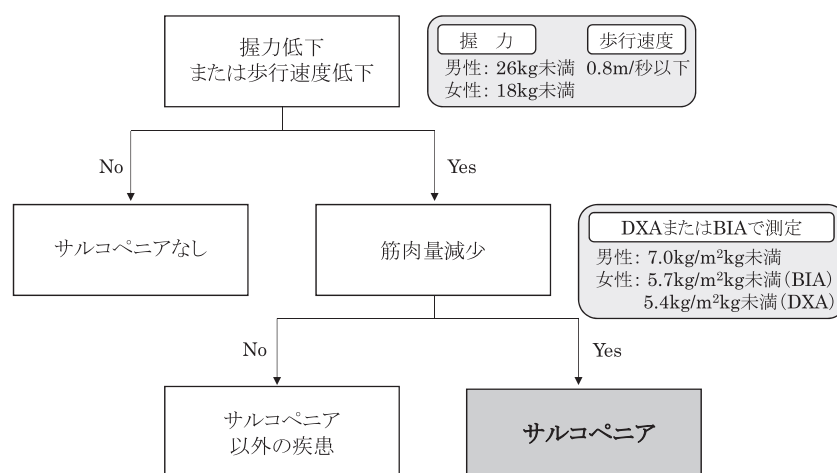 握力低下
または歩行速度低下
握 力
歩行速度
男性: 26kg未満 0.8m/秒以下
女性: 18kg未満
No
Yes
サルコペニアなし
筋肉量減少
DXAまたはBIAで測定
男性: 7.0kg/m²kg未満
女性: 5.7kg/m²kg未満(BIA)
5.4kg/m²kg未満(DXA)
No
Yes
サルコペニア
以外の疾患
サルコペニア